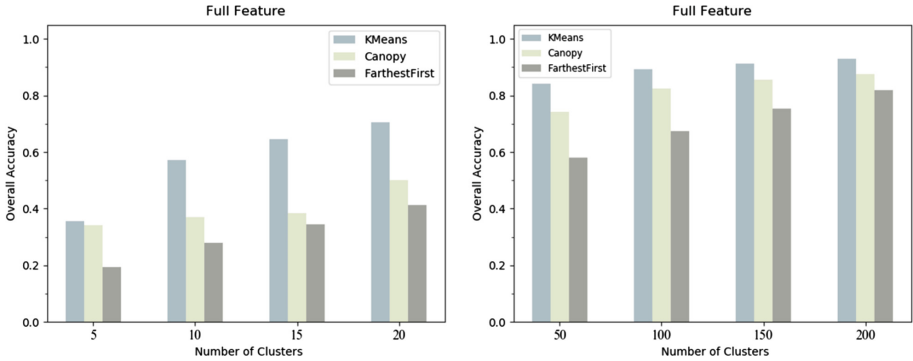 Full Feature
1.0
0.8
0.6
0.4
0.2
0.0
Overall Accuracy
KMeans
Canopy
FarthestFirst
5 10 15 20
Number of Clusters
Full Feature
1.0
0.8
0.6
0.4
0.2
0.0
Overall Accuracy
KMeans
Canopy
FarthestFirst
50 100 150 200
Number of Clusters